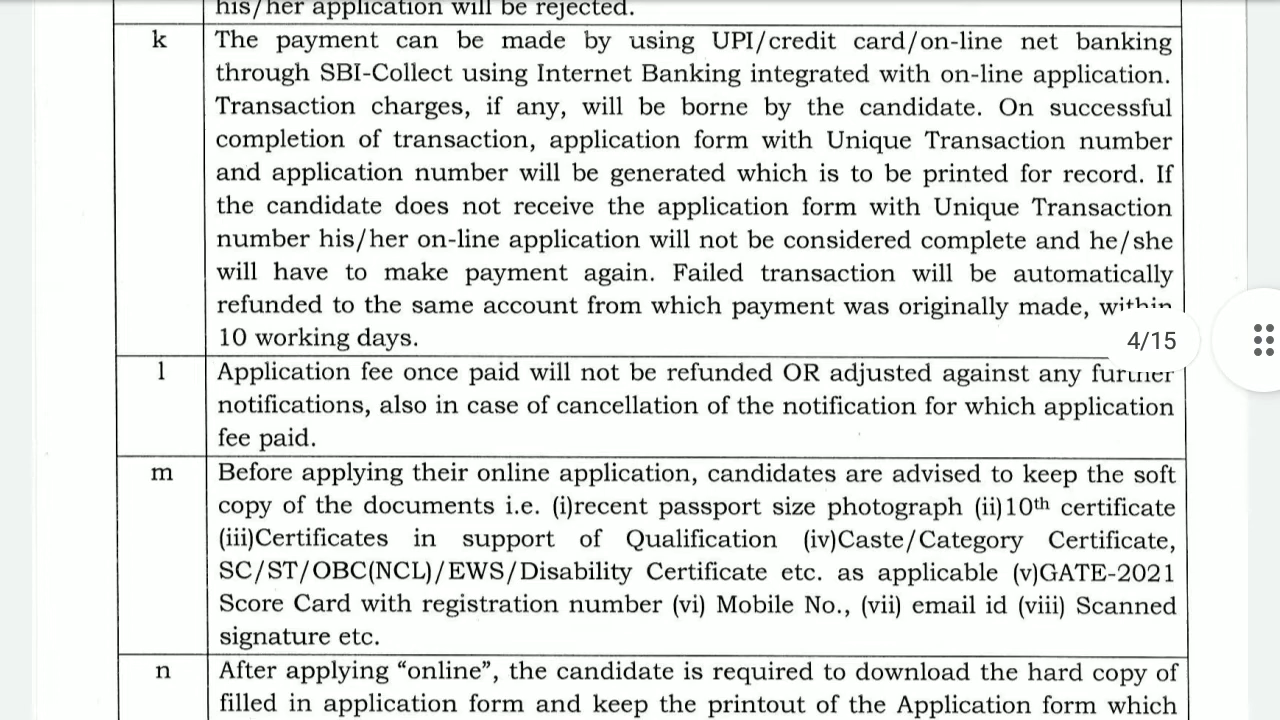 his/her application will be rejected.
k
The payment can be made by using UPI/credit card/on-line net banking
through SBI-Collect using Internet Banking integrated with on-line application.
Transaction charges, if any, will be borne by the candidate. On successful
completion of transaction, application form with Unique Transaction number
and application number will be generated which is to be printed for record. If
the candidate does not receive the application form with Unique Transaction
number his/her on-line application will not be considered complete and he/she
will have to make payment again. Failed transaction will be automatically
refunded to the same account from which payment was originally made, within
10 working days.
4/15
l
Application fee once paid will not be refunded OR adjusted against any further
notifications, also in case of cancellation of the notification for which application
fee paid.
m
Before applying their online application, candidates are advised to keep the soft
copy of the documents i.e. (i)recent passport size photograph (ii)10th certificate
(iii)Certificates in support of Qualification (iv)Caste/Category Certificate,
SC/ST/OBC(NCL)/EWS/Disability Certificate etc. as applicable (v)GATE-2021
Score Card with registration number (vi) Mobile No., (vii) email id (viii) Scanned
signature etc.
n
After applying “online”, the candidate is required to download the hard copy of
filled in application form and keep the printout of the Application form which